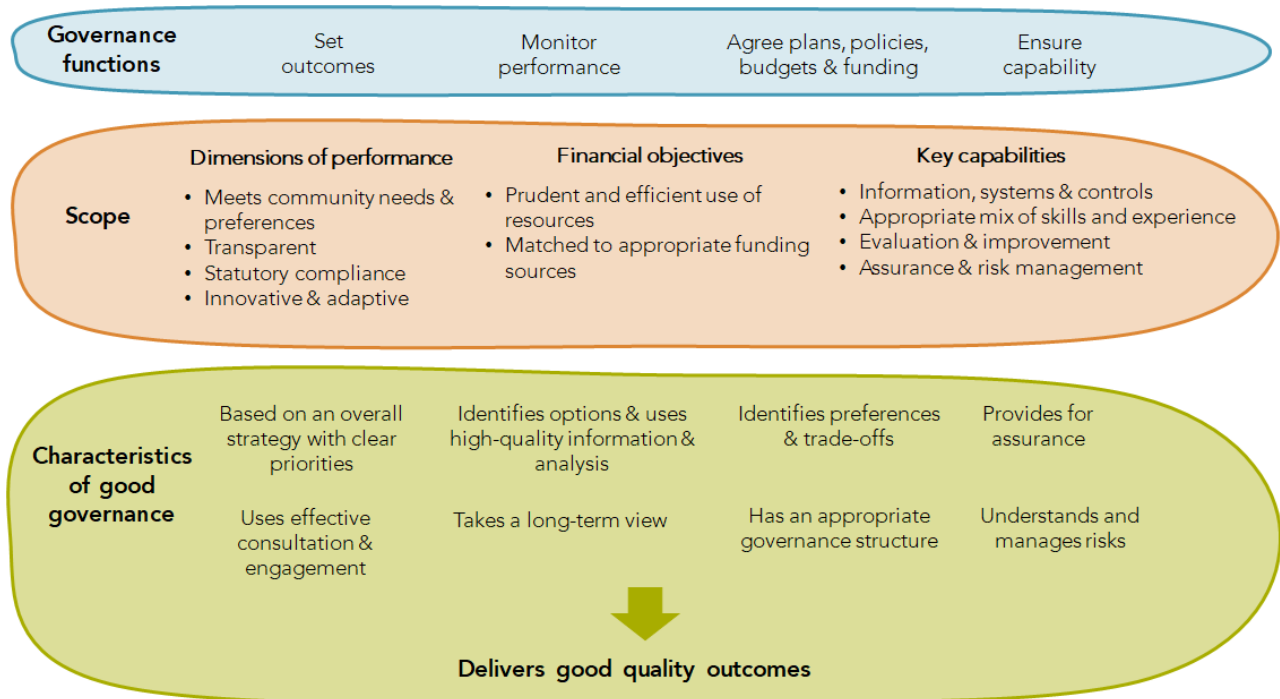 Governance
functions
Set
outcomes
Monitor
performance
Agree plans, policies,
budgets & funding
Ensure
capability
Scope
Dimensions of performance
• Meets community needs &
preferences
• Transparent
• Statutory compliance
• Innovative & adaptive
Financial objectives
• Prudent and efficient use of
resources
• Matched to appropriate funding
sources
Key capabilities
• Information, systems & controls
• Appropriate mix of skills and experience
• Evaluation & improvement
• Assurance & risk management
Characteristics
of good
governance
Based on an overall
strategy with clear
priorities
Identifies options & uses
high-quality information &
analysis
Identifies preferences
& trade-offs
Provides for
assurance
Uses effective
consultation &
engagement
Takes a long-term view
Has an appropriate
governance structure
Understands and
manages risks
Delivers good quality outcomes